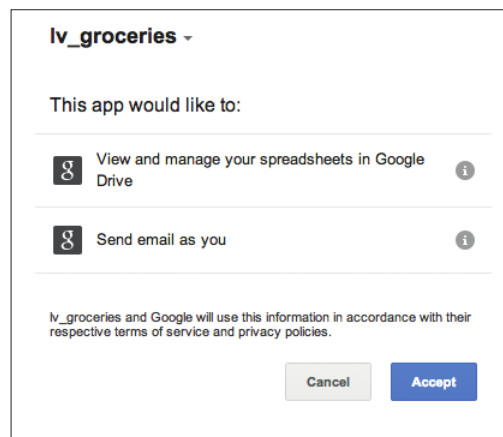 lv_groceries
This app would like to:
View and manage your spreadsheets in Google
Drive
Send email as you
lv_groceries and Google will use this information in accordance with their
respective terms of service and privacy policies.
Cancel Accept